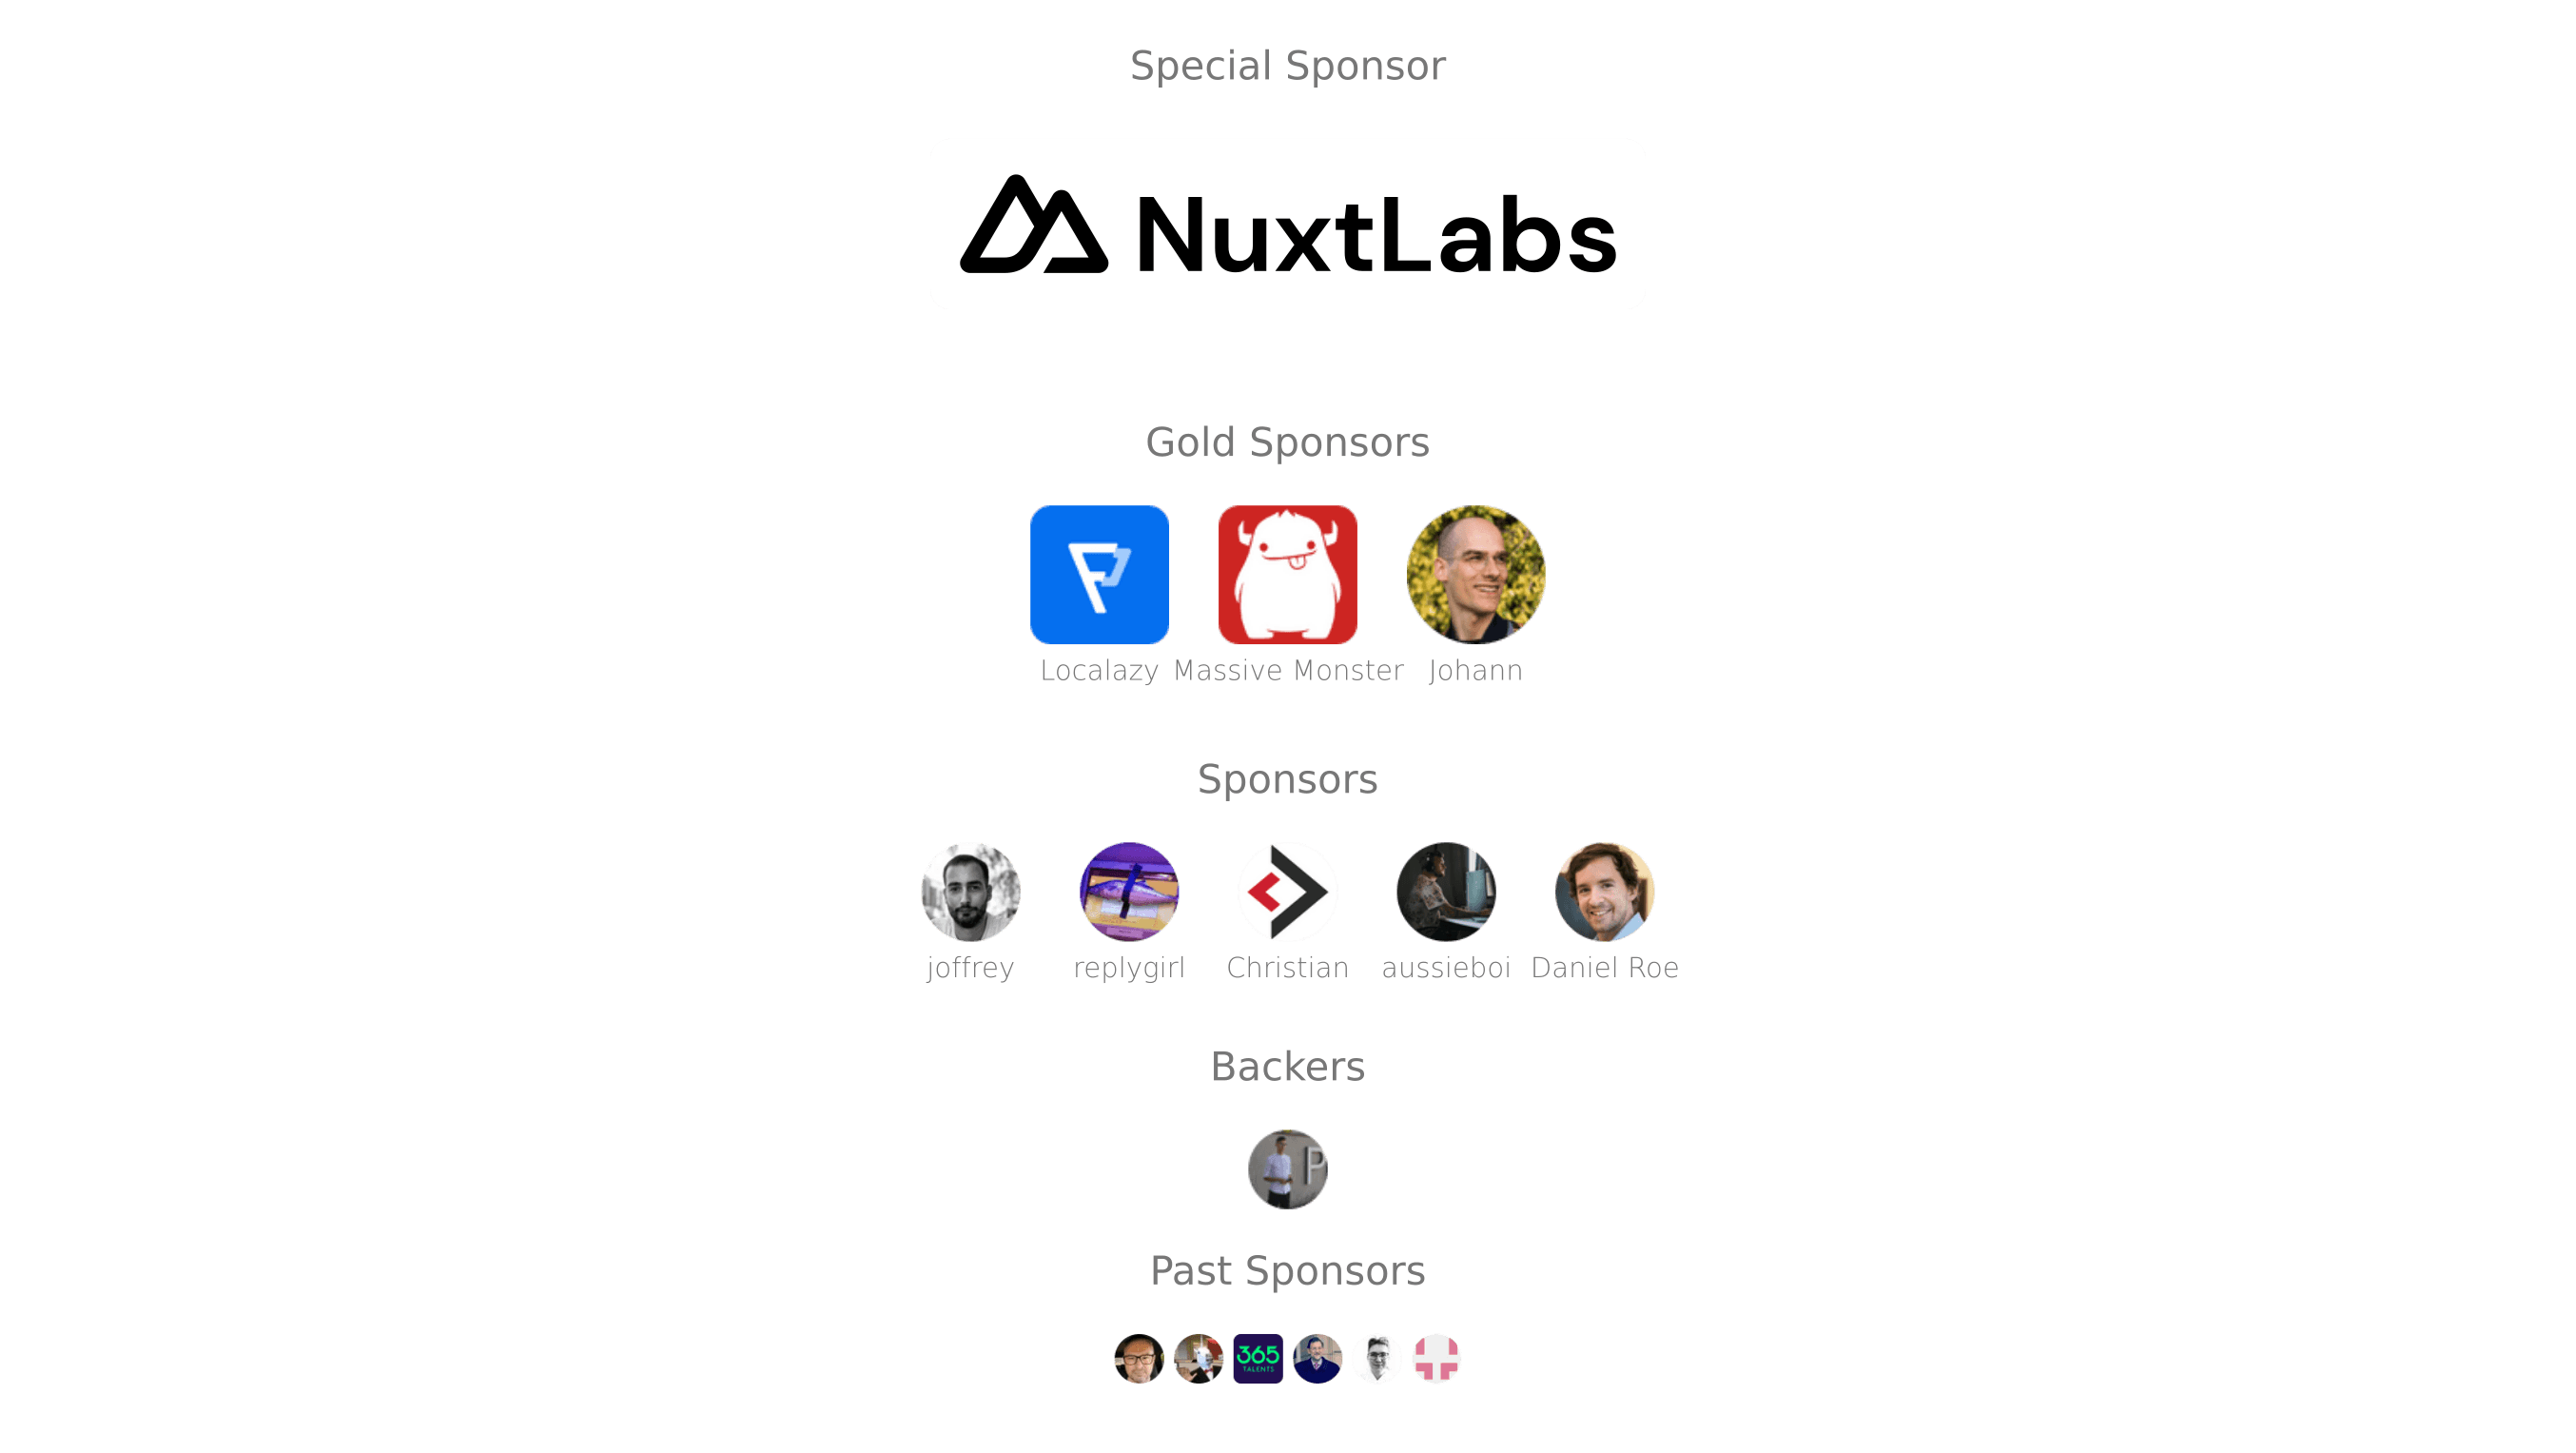 Special Sponsor
NuxtLabs
Gold Sponsors
Localazy Massive Monster Johann
Sponsors
joffrey replygirl Christian aussieboi Daniel Roe
Backers
P
Past Sponsors
365
TALENTS